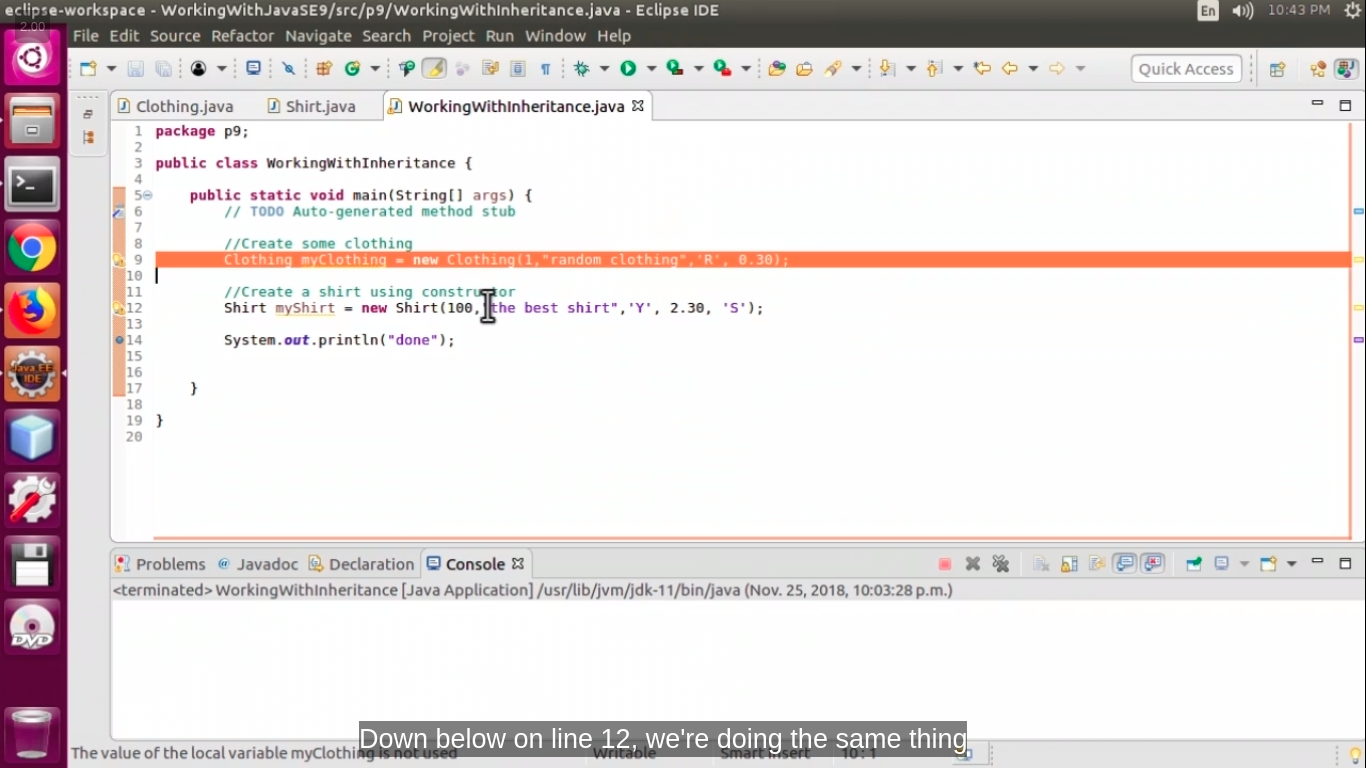 eclipse-workspace - WorkingWithJavaSE9/src/p9/WorkingWithInheritance.java - Eclipse IDE
En 10:43 PM
2.00
File Edit Source Refactor Navigate Search Project Run Window Help
Quick Access
Clothing.java Shirt.java WorkingWithInheritance.java
1 package p9;
2
3 public class WorkingWithInheritance {
4
5 public static void main(String[] args) {
6 // TODO Auto-generated method stub
7
8 //Create some clothing
9 Clothing myClothing = new Clothing(1,"random clothing",'R', 0.30);
10
11 //Create a shirt using constructor
12 Shirt myShirt = new Shirt(100,"the best shirt",'Y', 2.30, 'S');
13
14 System.out.println("done");
15
16
17 }
18
19 }
20
Java EE
IDE
DVD
Problems @ Javadoc Declaration Console
<terminated> WorkingWithInheritance [Java Application] /usr/lib/jvm/jdk-11/bin/java (Nov. 25, 2018, 10:03:28 p.m.)
Down below on line 12, we're doing the same thing
The value of the local variable myClothing is not used Writable Smart Insert 10 : 1